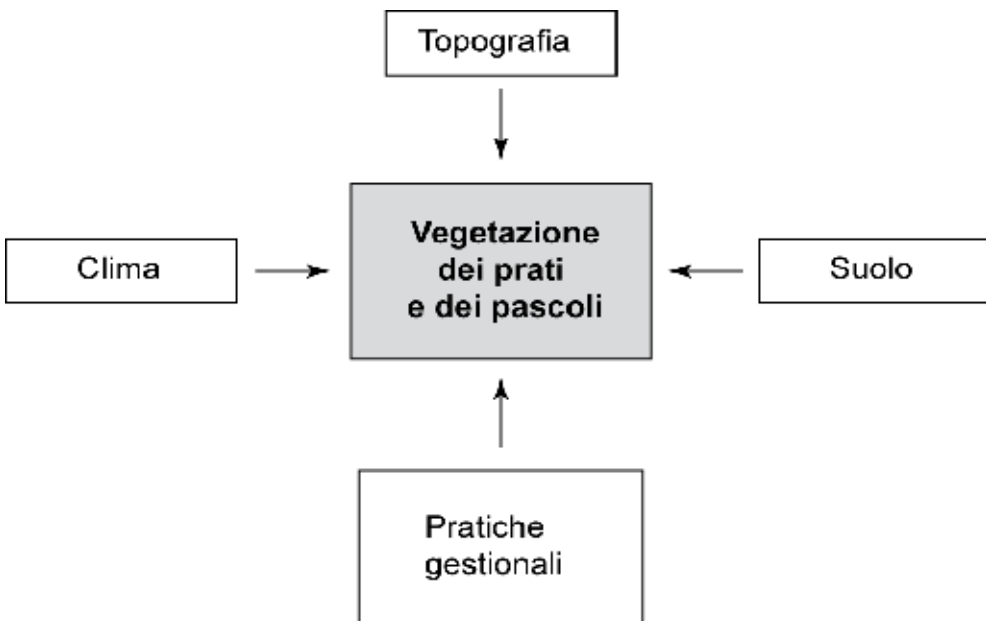 Topografia
Clima
Vegetazione
dei prati
e dei pascoli
Suolo
Pratiche
gestionali